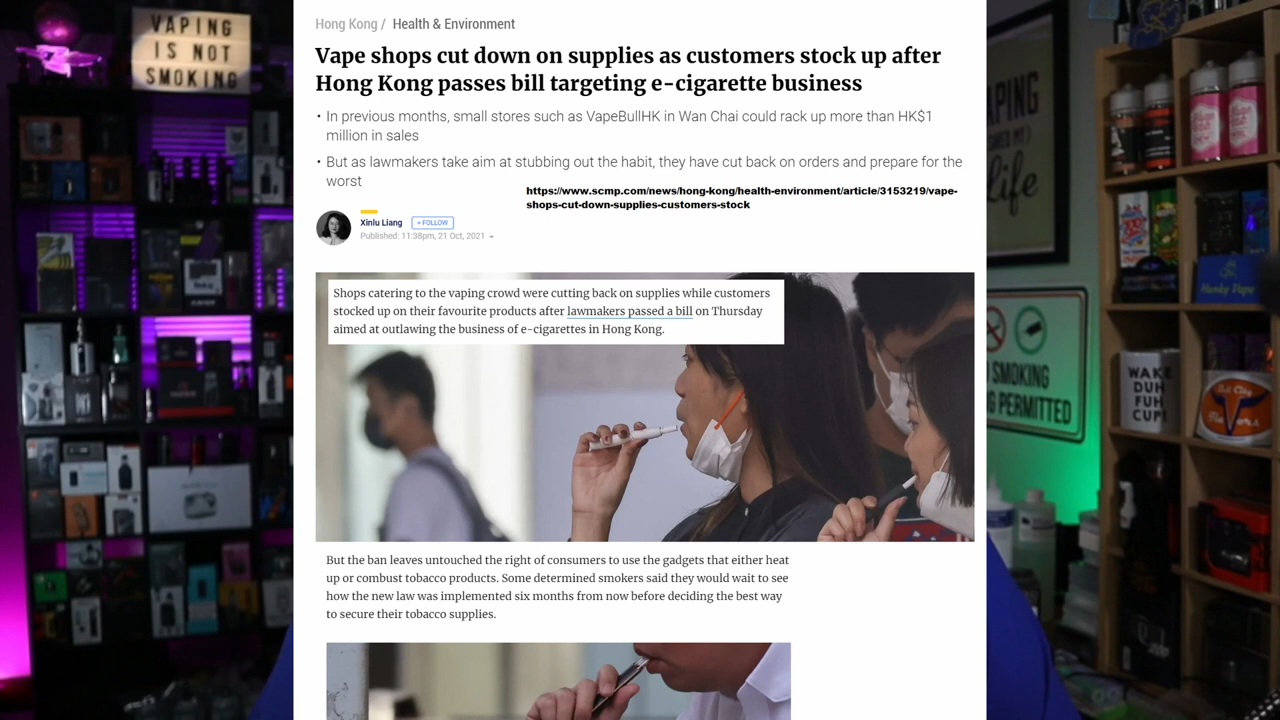 VAPING
IS NOT
SMOKING
Hong Kong / Health & Environment
Vape shops cut down on supplies as customers stock up after
Hong Kong passes bill targeting e-cigarette business
• In previous months, small stores such as VapeBullHK in Wan Chai could rack up more than HK$1
million in sales
• But as lawmakers take aim at stubbing out the habit, they have cut back on orders and prepare for the
worst
https://www.scmp.com/news/hong-kong/health-environment/article/3153219/vape-
shops-cut-down-supplies-customers-stock
Xinlu Liang
+ FOLLOW
Published: 11:38pm, 21 Oct, 2021
Shops catering to the vaping crowd were cutting back on supplies while customers
stocked up on their favourite products after lawmakers passed a bill on Thursday
aimed at outlawing the business of e-cigarettes in Hong Kong.
But the ban leaves untouched the right of consumers to use the gadgets that either heat
up or combust tobacco products. Some determined smokers said they would wait to see
how the new law was implemented six months from now before deciding the best way
to secure their tobacco supplies.
life
SMOKING
PERMITTED
WAKE
DUH
FUH
CUP!